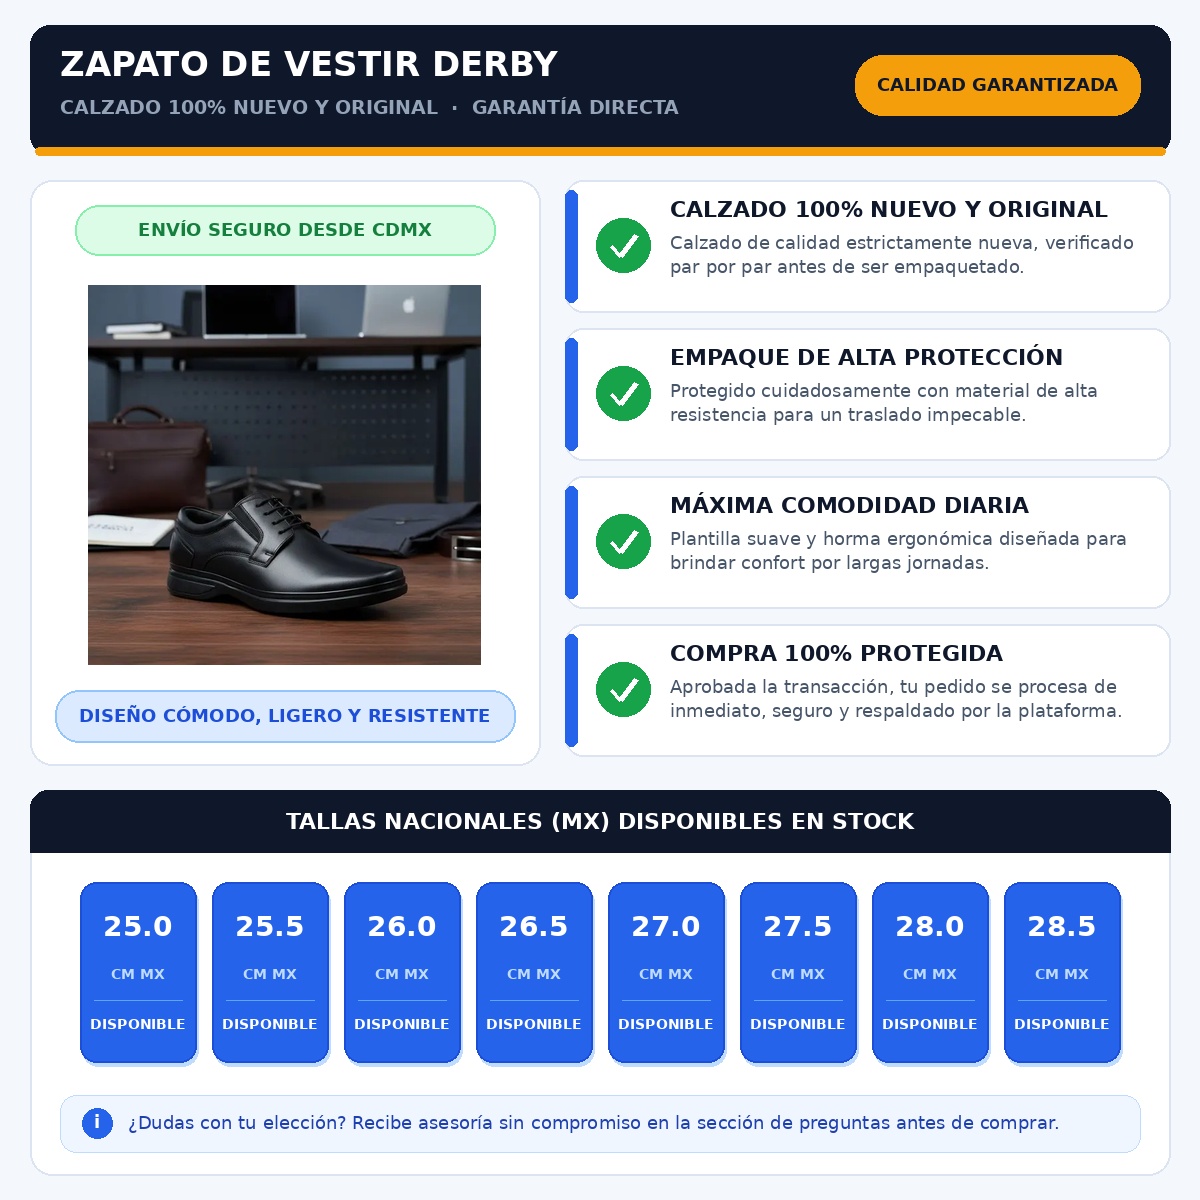 ZAPATO DE VESTIR DERBY
CALZADO 100% NUEVO Y ORIGINAL · GARANTÍA DIRECTA
CALIDAD GARANTIZADA
ENVÍO SEGURO DESDE CDMX
DISEÑO CÓMODO, LIGERO Y RESISTENTE
CALZADO 100% NUEVO Y ORIGINAL
Calzado de calidad estrictamente nueva, verificado
par por par antes de ser empaquetado.
EMPAQUE DE ALTA PROTECCIÓN
Protegido cuidadosamente con material de alta
resistencia para un traslado impecable.
MÁXIMA COMODIDAD DIARIA
Plantilla suave y horma ergonómica diseñada para
brindar confort por largas jornadas.
COMPRA 100% PROTEGIDA
Aprobada la transacción, tu pedido se procesa de
inmediato, seguro y respaldado por la plataforma.
TALLAS NACIONALES (MX) DISPONIBLES EN STOCK
25.0 25.5 26.0 26.5 27.0 27.5 28.0 28.5
CM MX CM MX CM MX CM MX CM MX CM MX CM MX CM MX
DISPONIBLE DISPONIBLE DISPONIBLE DISPONIBLE DISPONIBLE DISPONIBLE DISPONIBLE DISPONIBLE
i ¿Dudas con tu elección? Recibe asesoría sin compromiso en la sección de preguntas antes de comprar.